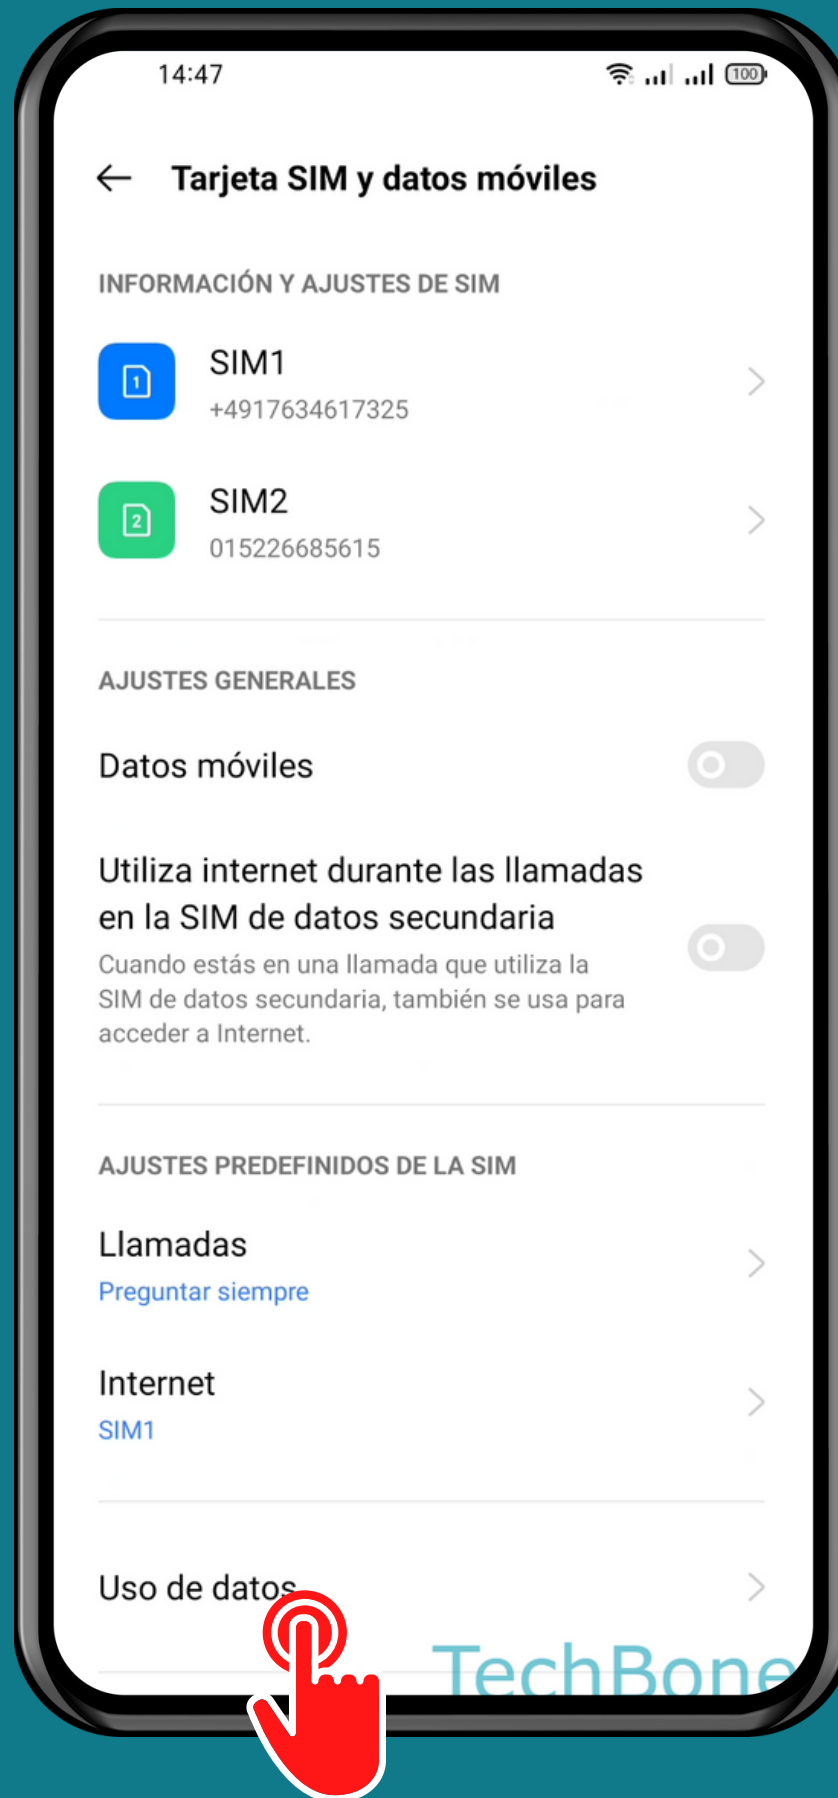 14:47
100
Tarjeta SIM y datos móviles
INFORMACIÓN Y AJUSTES DE SIM
1
SIM1
+4917634617325
2
SIM2
015226685615
AJUSTES GENERALES
Datos móviles
Utiliza internet durante las llamadas
en la SIM de datos secundaria
Cuando estás en una llamada que utiliza la
SIM de datos secundaria, también se usa para
acceder a Internet.
AJUSTES PREDEFINIDOS DE LA SIM
Llamadas
Preguntar siempre
Internet
SIM1
Uso de datos
TechBone